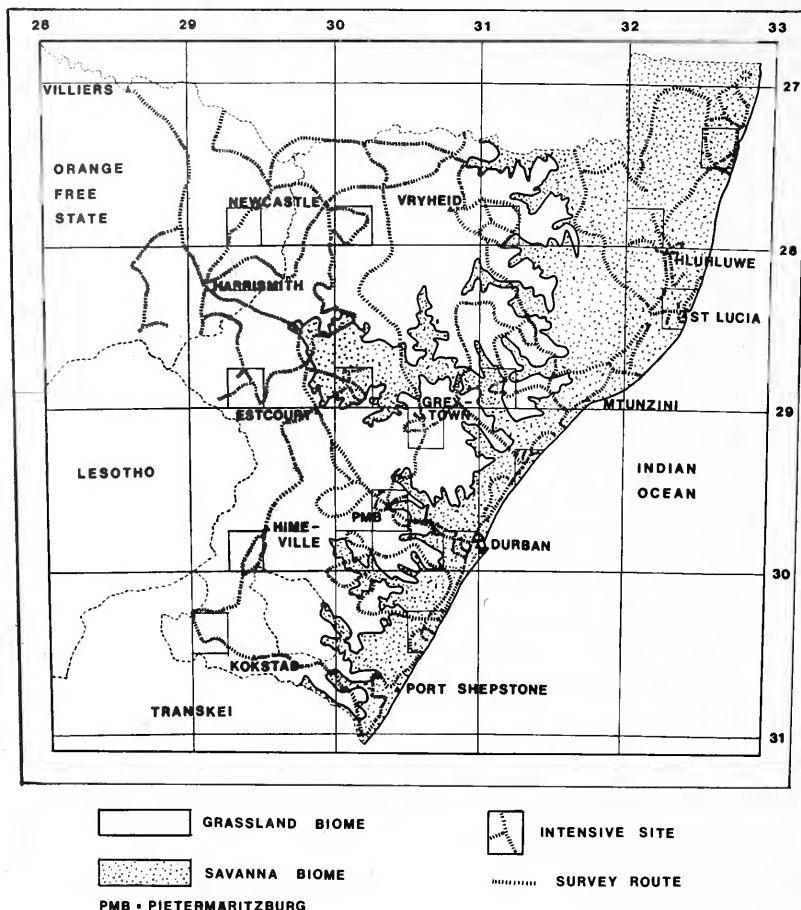 28 29 30 31 32 33
27
VILLIERS
ORANGE
FREE
STATE
NEWCASTLE
VRYHEID
28
HLUHLUWE
HARRISMITH
ST LUCIA
GREY-
TOWN
MTUNZINI
ESTCOURT
29
LESOTHO
INDIAN
OCEAN
PMB
HIME-
VILLE
DURBAN
30
KOKSTAD
PORT SHEPSTONE
TRANSKEI
31
GRASSLAND BIOME
INTENSIVE SITE
SAVANNA BIOME
SURVEY ROUTE
PMB = PIETERMARITZBURG